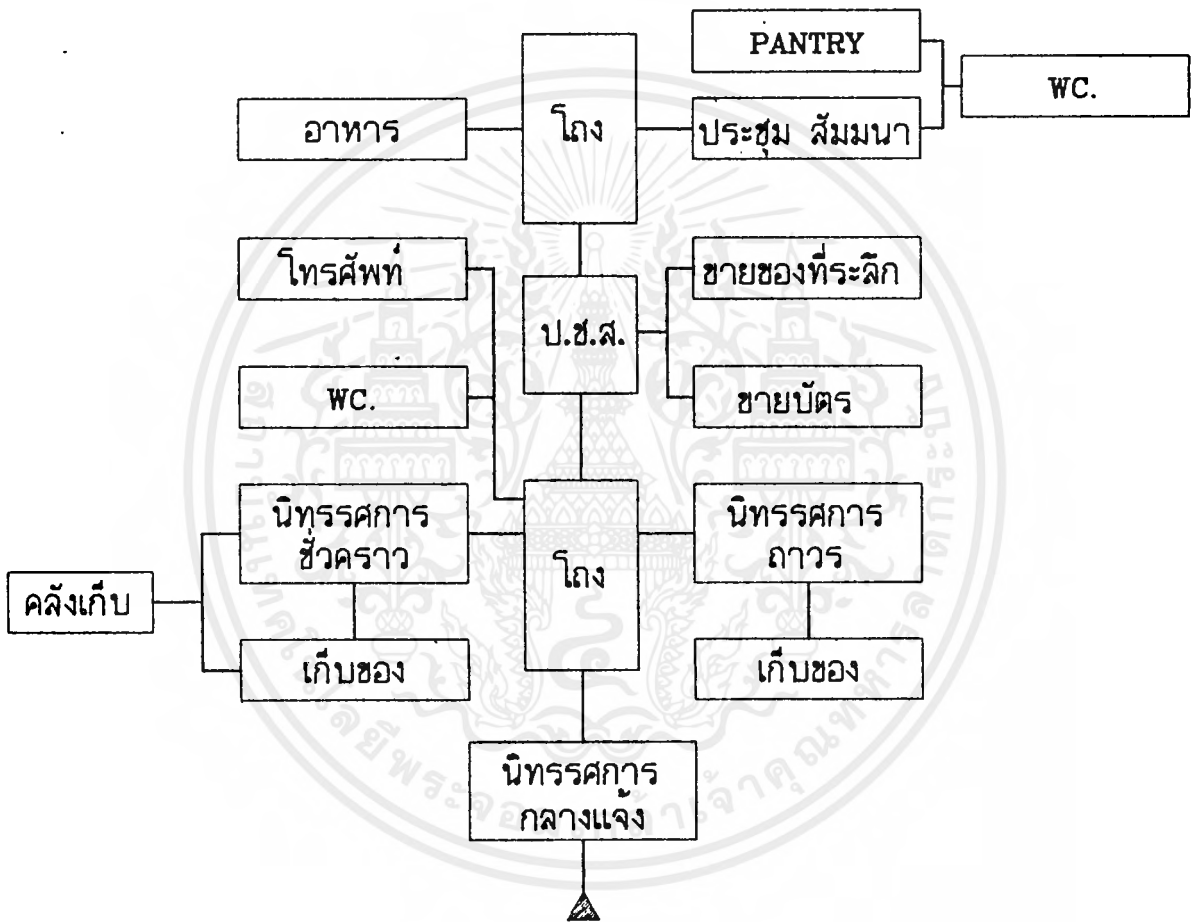 PANTRY
WC.
อาหาร
โถง
ประชุม สัมมนา
โทรศัพท์
ขายของที่ระลึก
ป.ช.ส.
WC.
ขายบัตร
นิทรรศการ
ชั่วคราว
โถง
นิทรรศการ
ถาวร
คลังเก็บ
เก็บของ
เก็บของ
นิทรรศการ
กลางแจ้ง